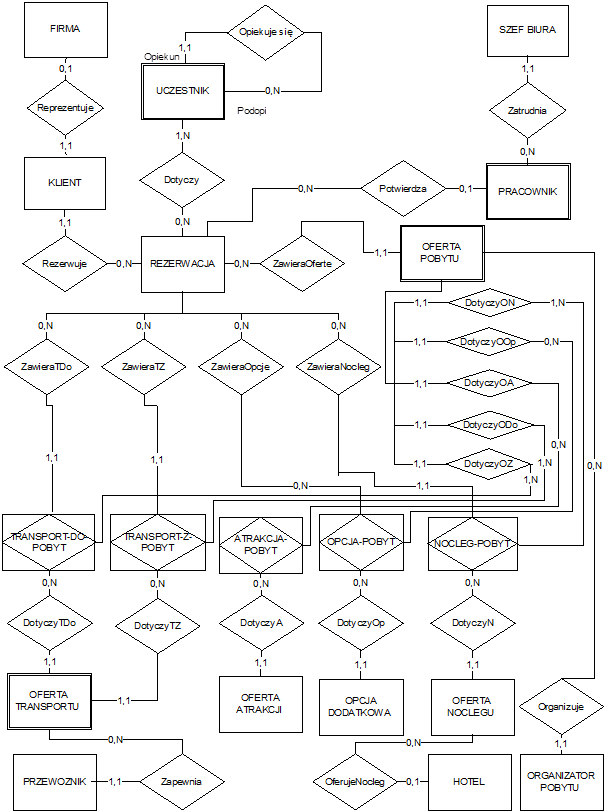 FIRMA
Opiekuje się
SZEF BIURA
1,1
Opiekun
0,1
1,1
UCZESTNIK
0,N
Reprezentuje
Podopi
Zatrudnia
1,N
1,1
0,N
KLIENT
Dotyczy
0,N
Potwierdza
0,1
PRACOWNIK
1,1
0,N
Rezerwuje
0,N
REZERWACJA
0,N
ZawieraOferte
1,1
OFERTA
POBYTU
1,1
DotyczyON
1,N
0,N
0,N
0,N
0,N
1,1
DotyczyOOp
0,N
ZawieraTDo
ZawieraTZ
ZawieraOpcje
ZawieraNocleg
1,1
DotyczyOA
1,1
DotyczyODo
0,N
1,1
1,1
1,1
DotyczyOZ
1,N
0,N
1,N
0,N
1,1
TRANSPORT-DO-
POBYT
TRANSPORT-Z-
POBYT
ATRAKCJA-
POBYT
OPCJA-POBYT
NOCLEG-POBYT
0,N
0,N
0,N
0,N
0,N
DotyczyTDo
DotyczyTZ
DotyczyA
DotyczyOp
DotyczyN
1,1
1,1
1,1
1,1
OFERTA
TRANSPORTU
1,1
OFERTA
ATRAKCJI
OPCJA
DODATKOWA
OFERTA
NOCLEGU
Organizuje
0,N
0,N
1,1
PRZEWOZNIK
1,1
Zapewnia
OferujeNocleg
0,1
HOTEL
ORGANIZATOR
POBYTU